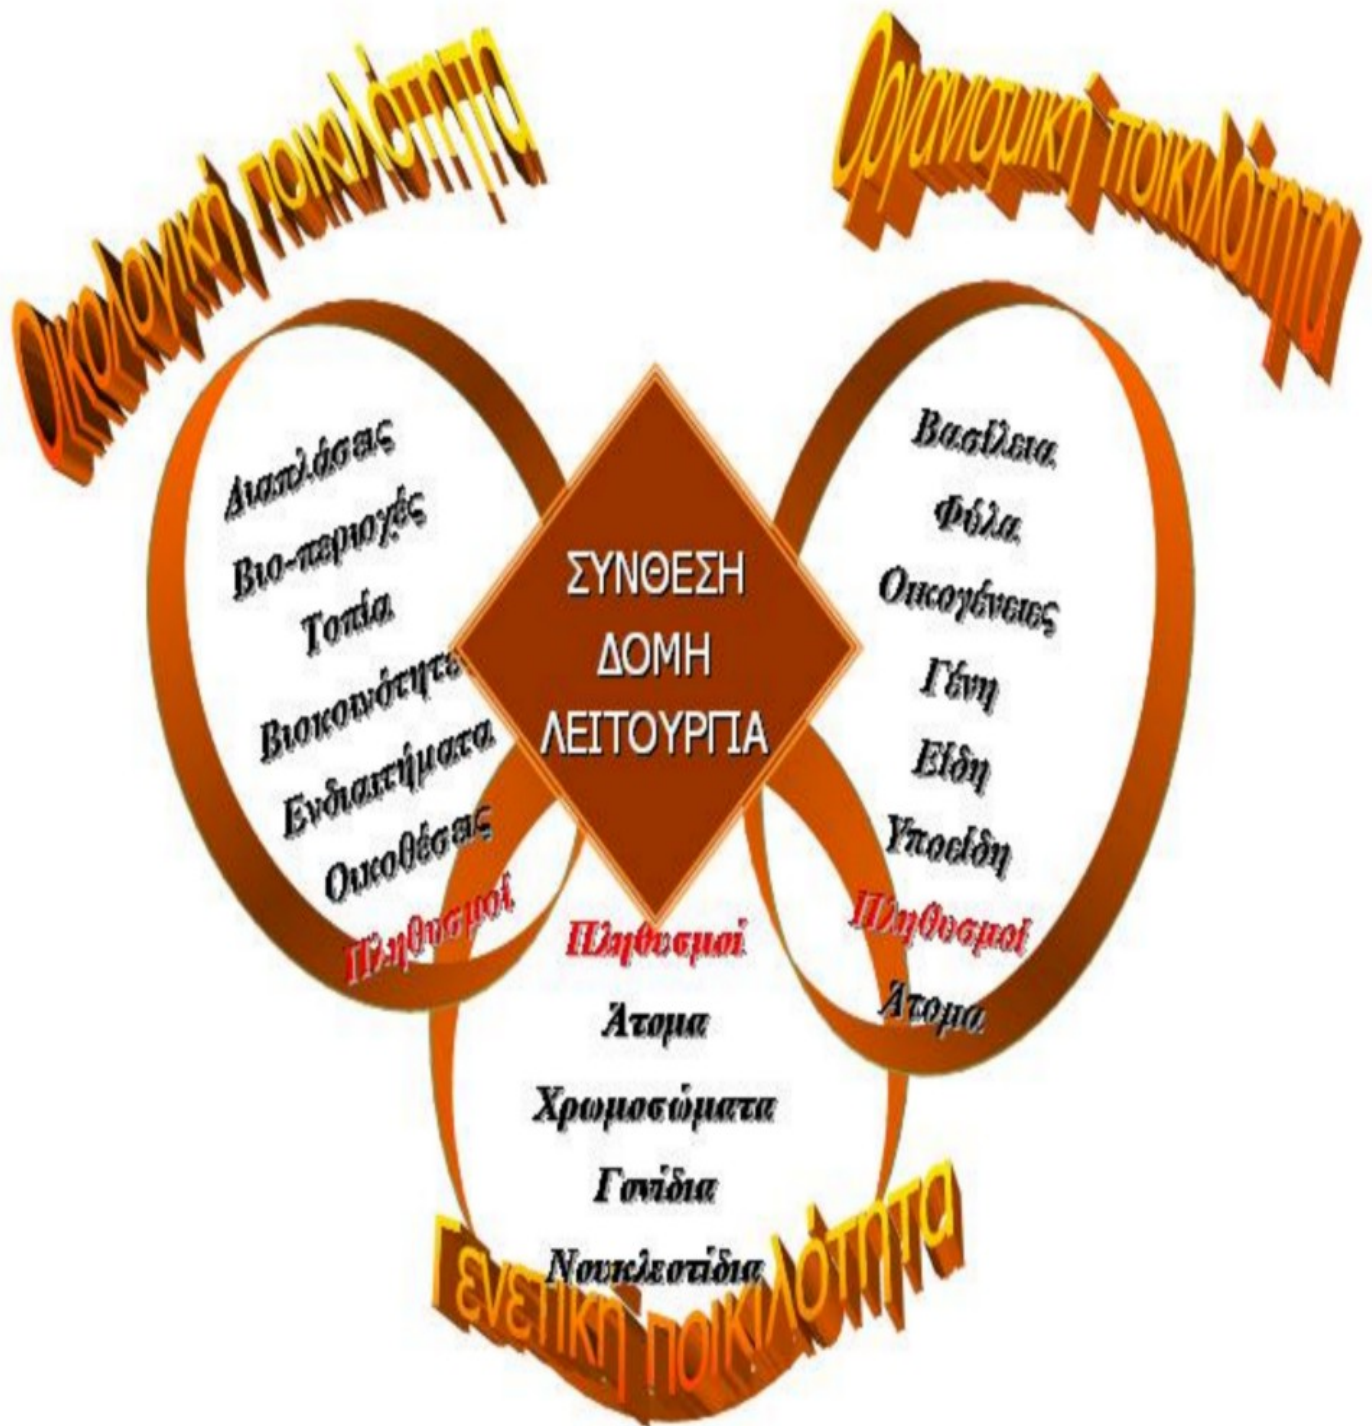 Οικολογική ποικιλότητα
Οργανισμική ποικιλότητα
Διαπλάσεις
Βιο-περιοχές
Τοπία
Βιοκοινότητε
Ενδιαιτήματα
Οικοθέσεις
Πληθυσμοί
ΣΥΝΘΕΣΗ
ΔΟΜΗ
ΛΕΙΤΟΥΡΓΙΑ
Βασίλεια
Φύλα
Οικογένειες
Γένη
Είδη
Υποείδη
Πληθυσμοί
Άτομα
Πληθυσμοί
Άτομα
Χρωμοσώματα
Γονίδια
Νουκλεοτίδια
Γενετική ποικιλότητα